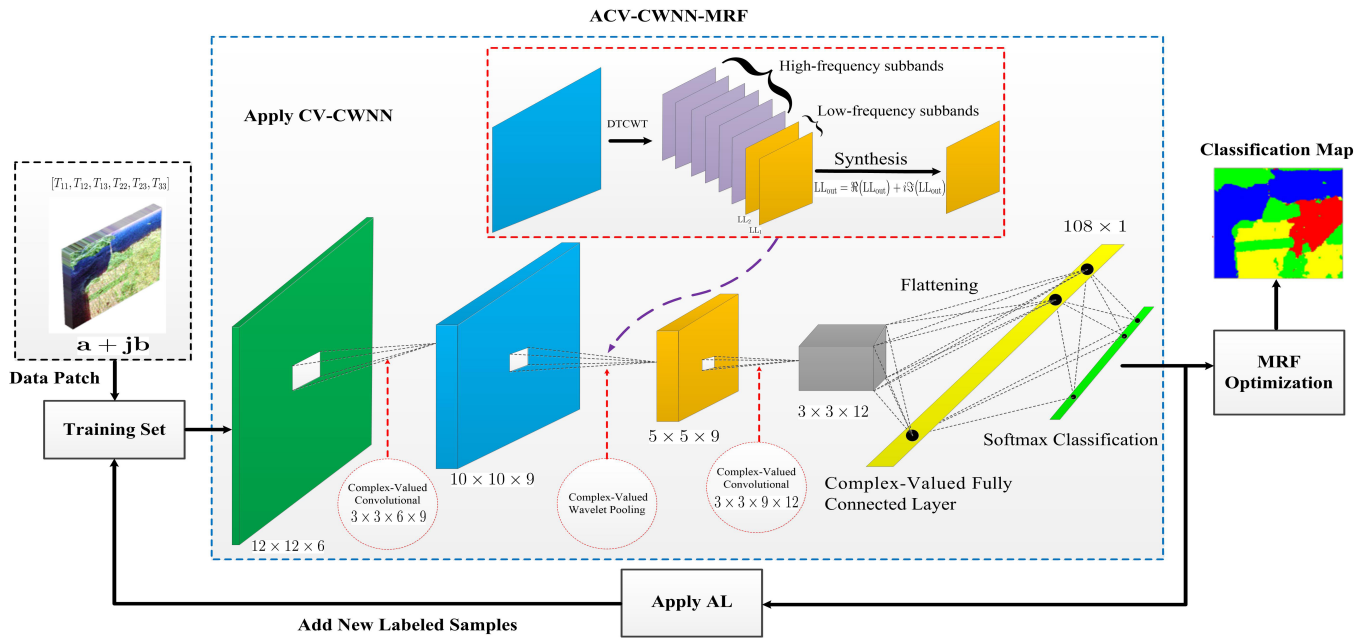 ACV-CWNN-MRF
Apply CV-CWNN
High-frequency subbands
Low-frequency subbands
DTCWT
Synthesis
LL_out = ℜ(LL_out) + iℑ(LL_out)
LL₂
LL₁
Classification Map
[T₁₁, T₁₂, T₁₃, T₂₂, T₂₃, T₃₃]
a + jb
Data Patch
Training Set
12 × 12 × 6
Complex-Valued
Convolutional
3 × 3 × 6 × 9
10 × 10 × 9
Complex-Valued
Wavelet Pooling
5 × 5 × 9
Complex-Valued
Convolutional
3 × 3 × 9 × 12
3 × 3 × 12
Flattening
108 × 1
Complex-Valued Fully
Connected Layer
Softmax Classification
MRF
Optimization
Apply AL
Add New Labeled Samples